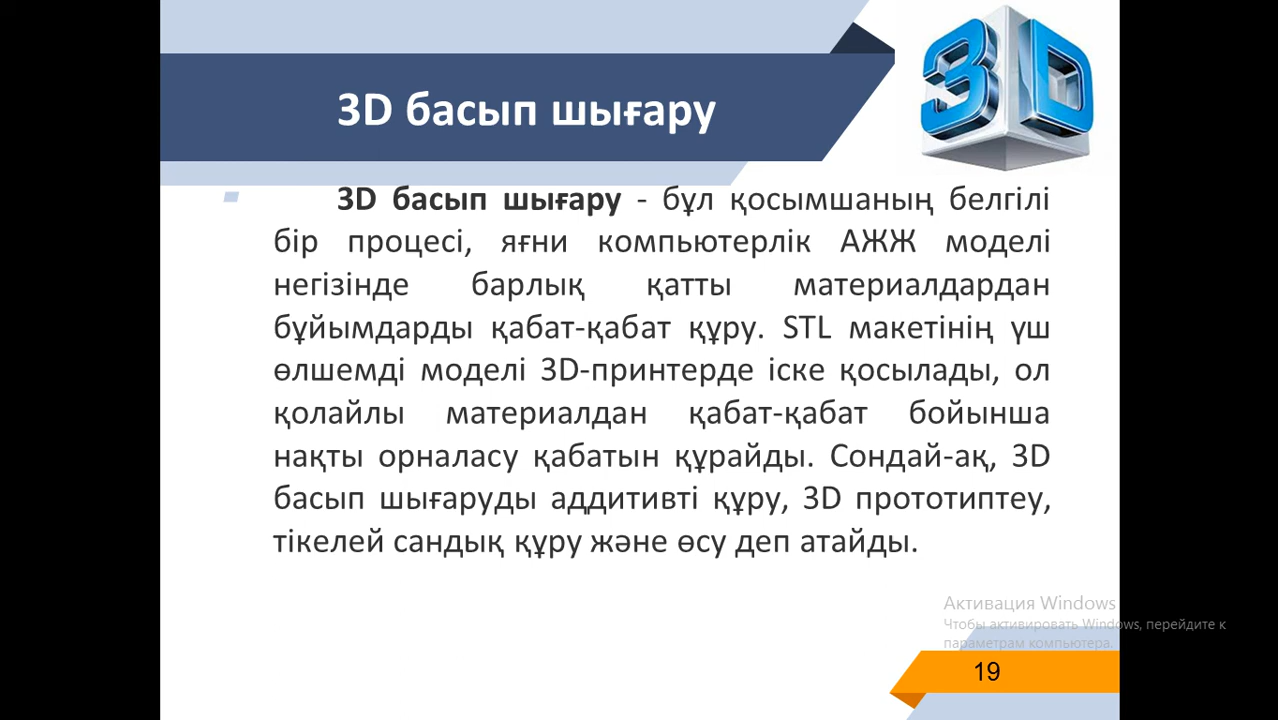 3D
3D басып шығару
3D басып шығару - бұл қосымшаның белгілі
бір процесі, яғни компьютерлік АЖЖ моделі
негізінде барлық қатты материалдардан
бұйымдарды қабат-қабат құру. STL макетінің үш
өлшемді моделі 3D-принтерде іске қосылады, ол
қолайлы материалдан қабат-қабат бойынша
нақты орналасу қабатын құрайды. Сондай-ақ, 3D
басып шығаруды аддитивті құру, 3D прототиптеу,
тікелей сандық құру және өсу деп атайды.
Активация Windows
Чтобы активировать Windows, перейдите к
параметрам компьютера.
19